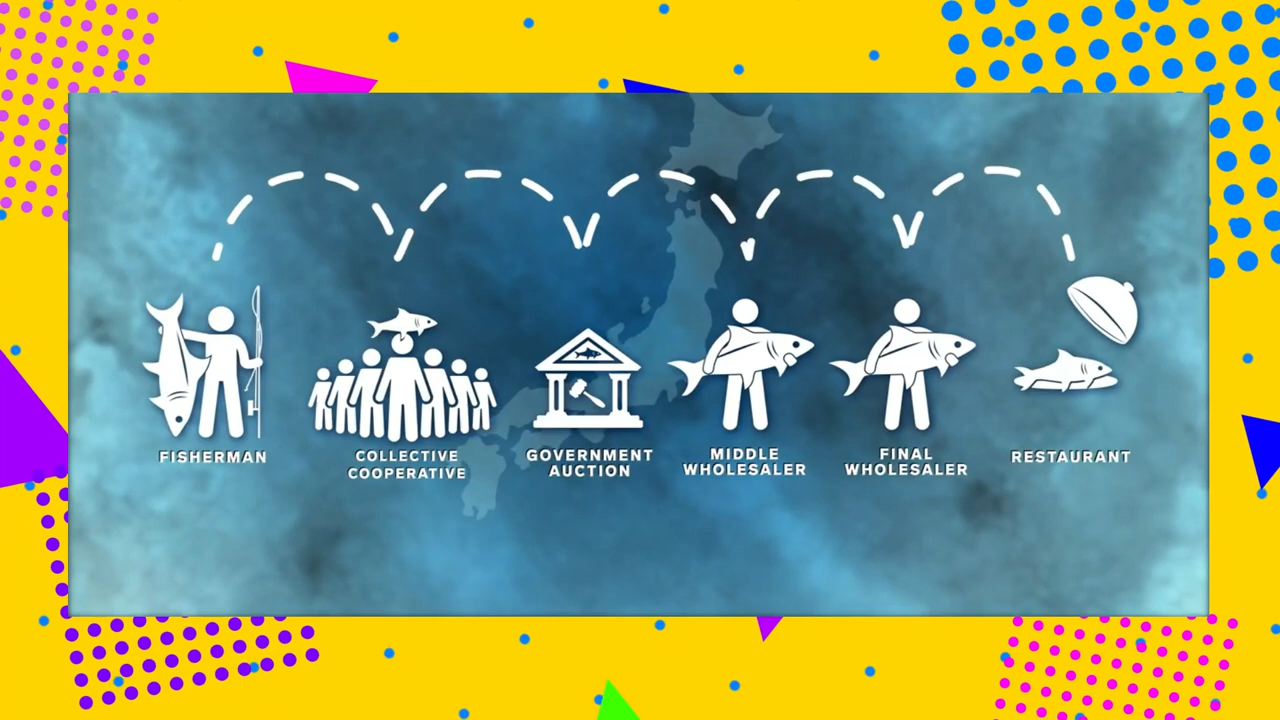 FISHERMAN
COLLECTIVE
COOPERATIVE
GOVERNMENT
AUCTION
MIDDLE
WHOLESALER
FINAL
WHOLESALER
RESTAURANT